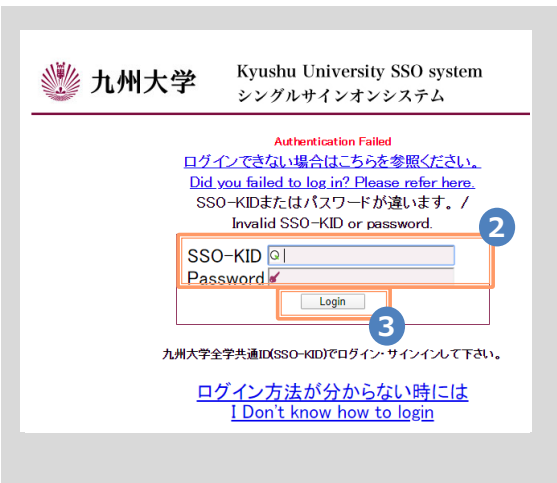 九州大学
Kyushu University SSO system
シングルサインオンシステム
Authentication Failed
ログインできない場合はこちらを参照ください。
Did you failed to log in? Please refer here.
SSO-KIDまたはパスワードが違います。/
Invalid SSO-KID or password.
2
SSO-KID
Password
Login
3
九州大学全学共通ID(SSO-KID)でログイン・サインインして下さい。
ログイン方法が分からない時には
I Don't know how to login